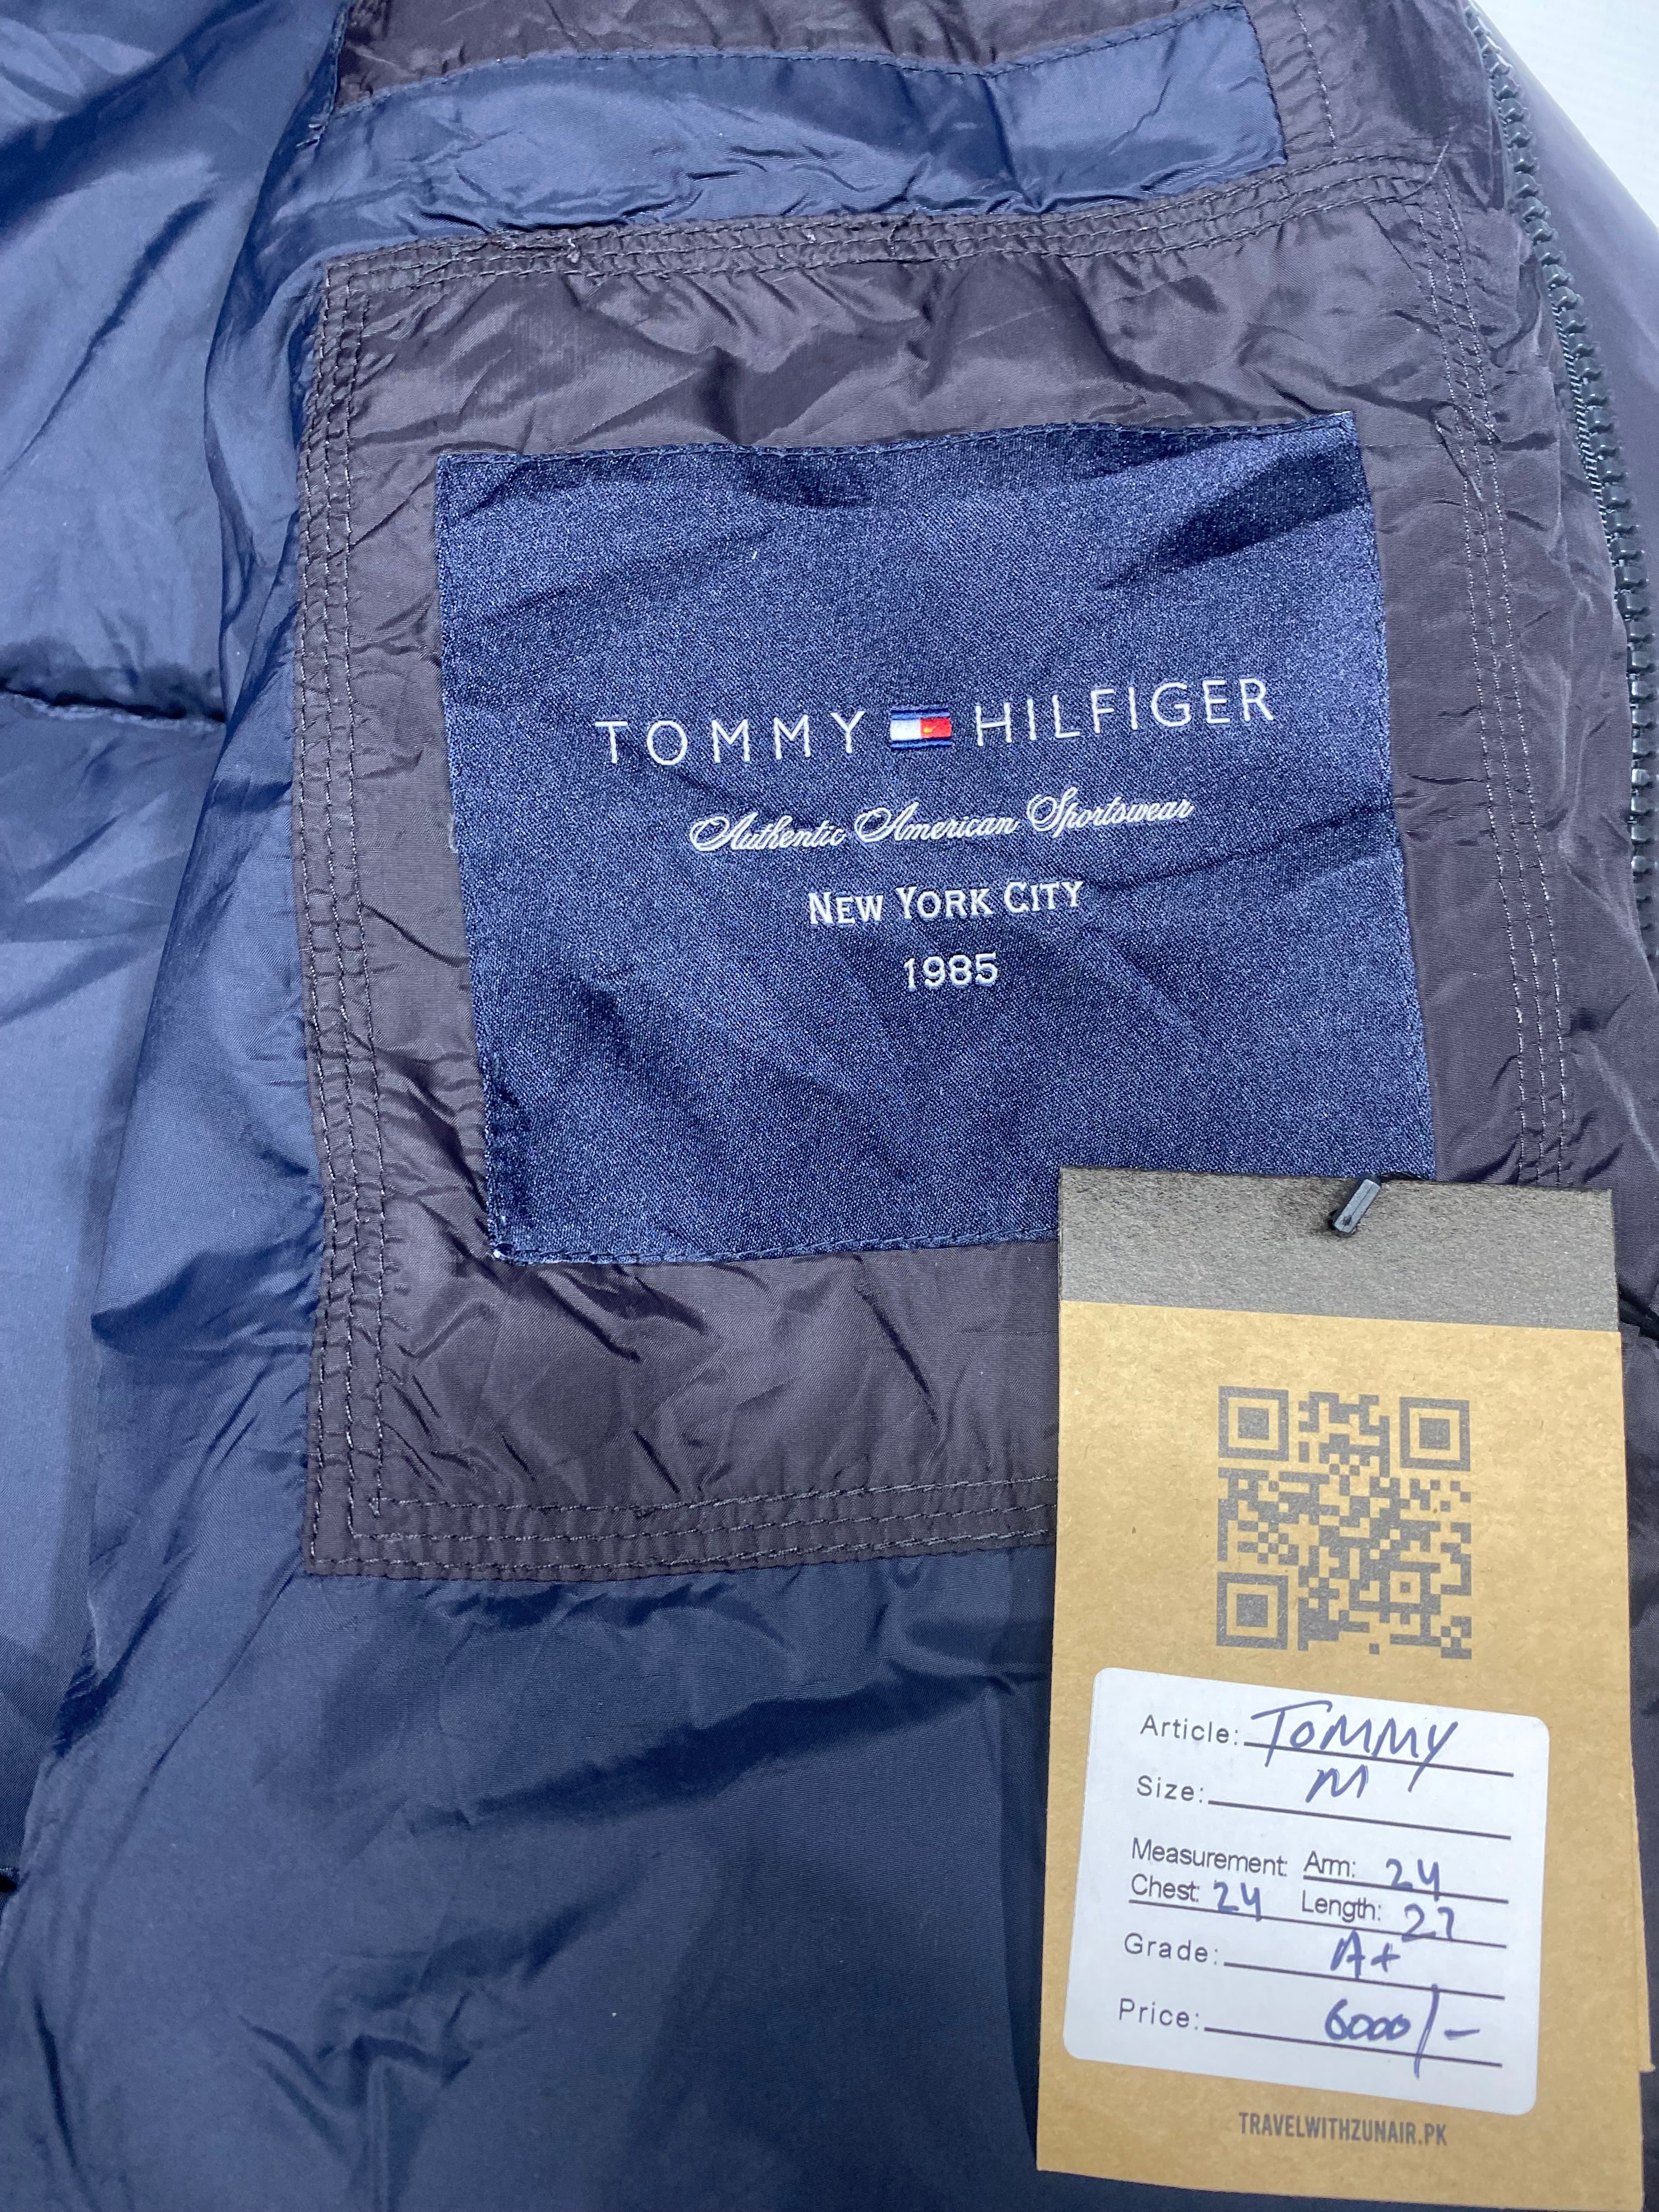 TOMMY HILFIGER
Authentic American Sportswear
NEW YORK CITY
1985
Article: TOMMY
Size: M
Measurement: Arm: 24
Chest: 24 Length: 27
Grade: A+
Price: 6000/-
TRAVELWITHZUNAIR.PK